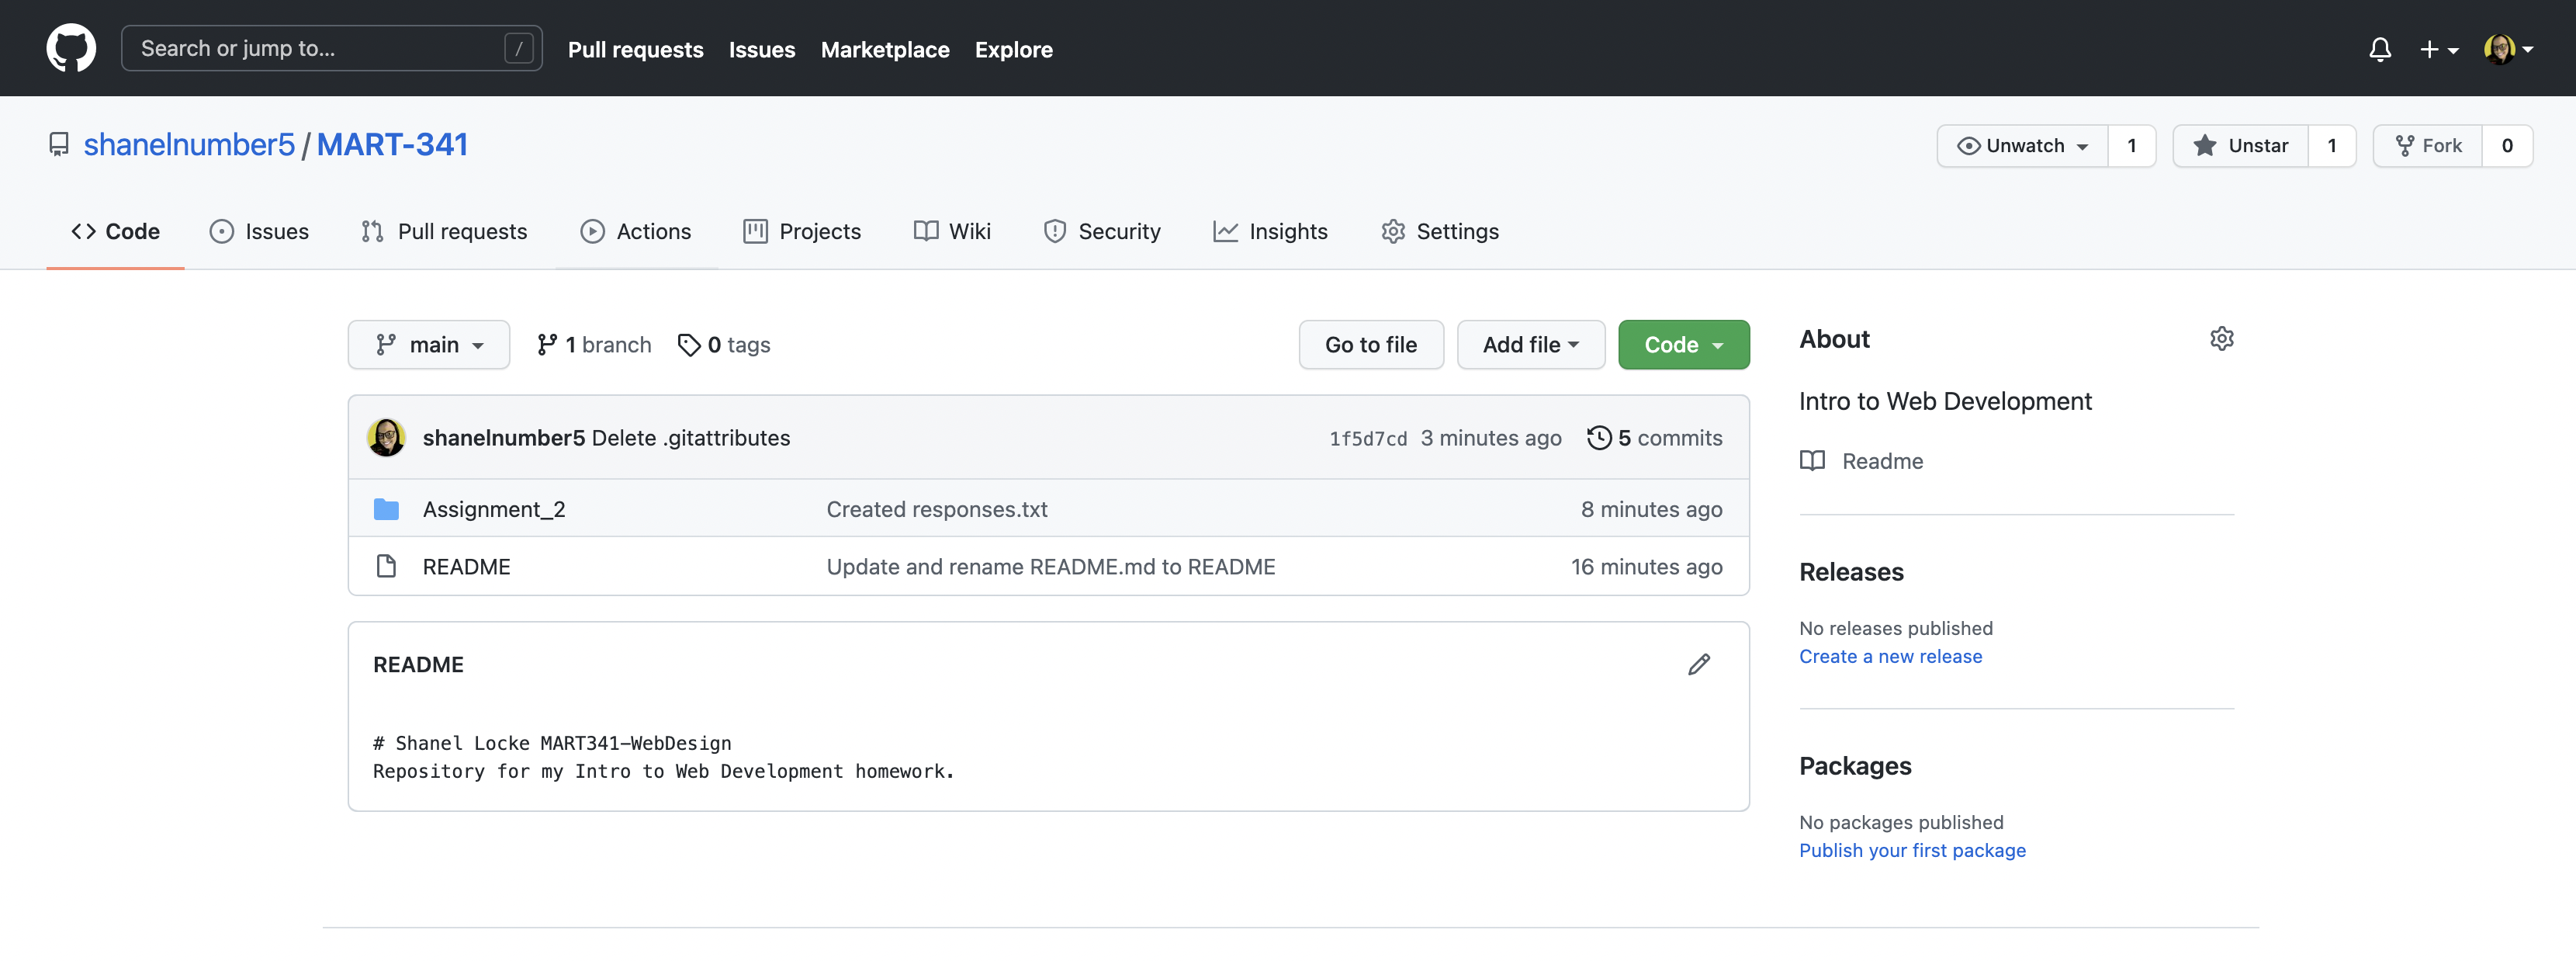 Search or jump to... / Pull requests Issues Marketplace Explore
shanelnumber5 / MART-341 Unwatch 1 Unstar 1 Fork 0
Code Issues Pull requests Actions Projects Wiki Security Insights Settings
main 1 branch 0 tags Go to file Add file Code
shanelnumber5 Delete .gitattributes 1f5d7cd 3 minutes ago 5 commits
Assignment_2 Created responses.txt 8 minutes ago
README Update and rename README.md to README 16 minutes ago
README
# Shanel Locke MART341-WebDesign
Repository for my Intro to Web Development homework.
About
Intro to Web Development
Readme
Releases
No releases published
Create a new release
Packages
No packages published
Publish your first package